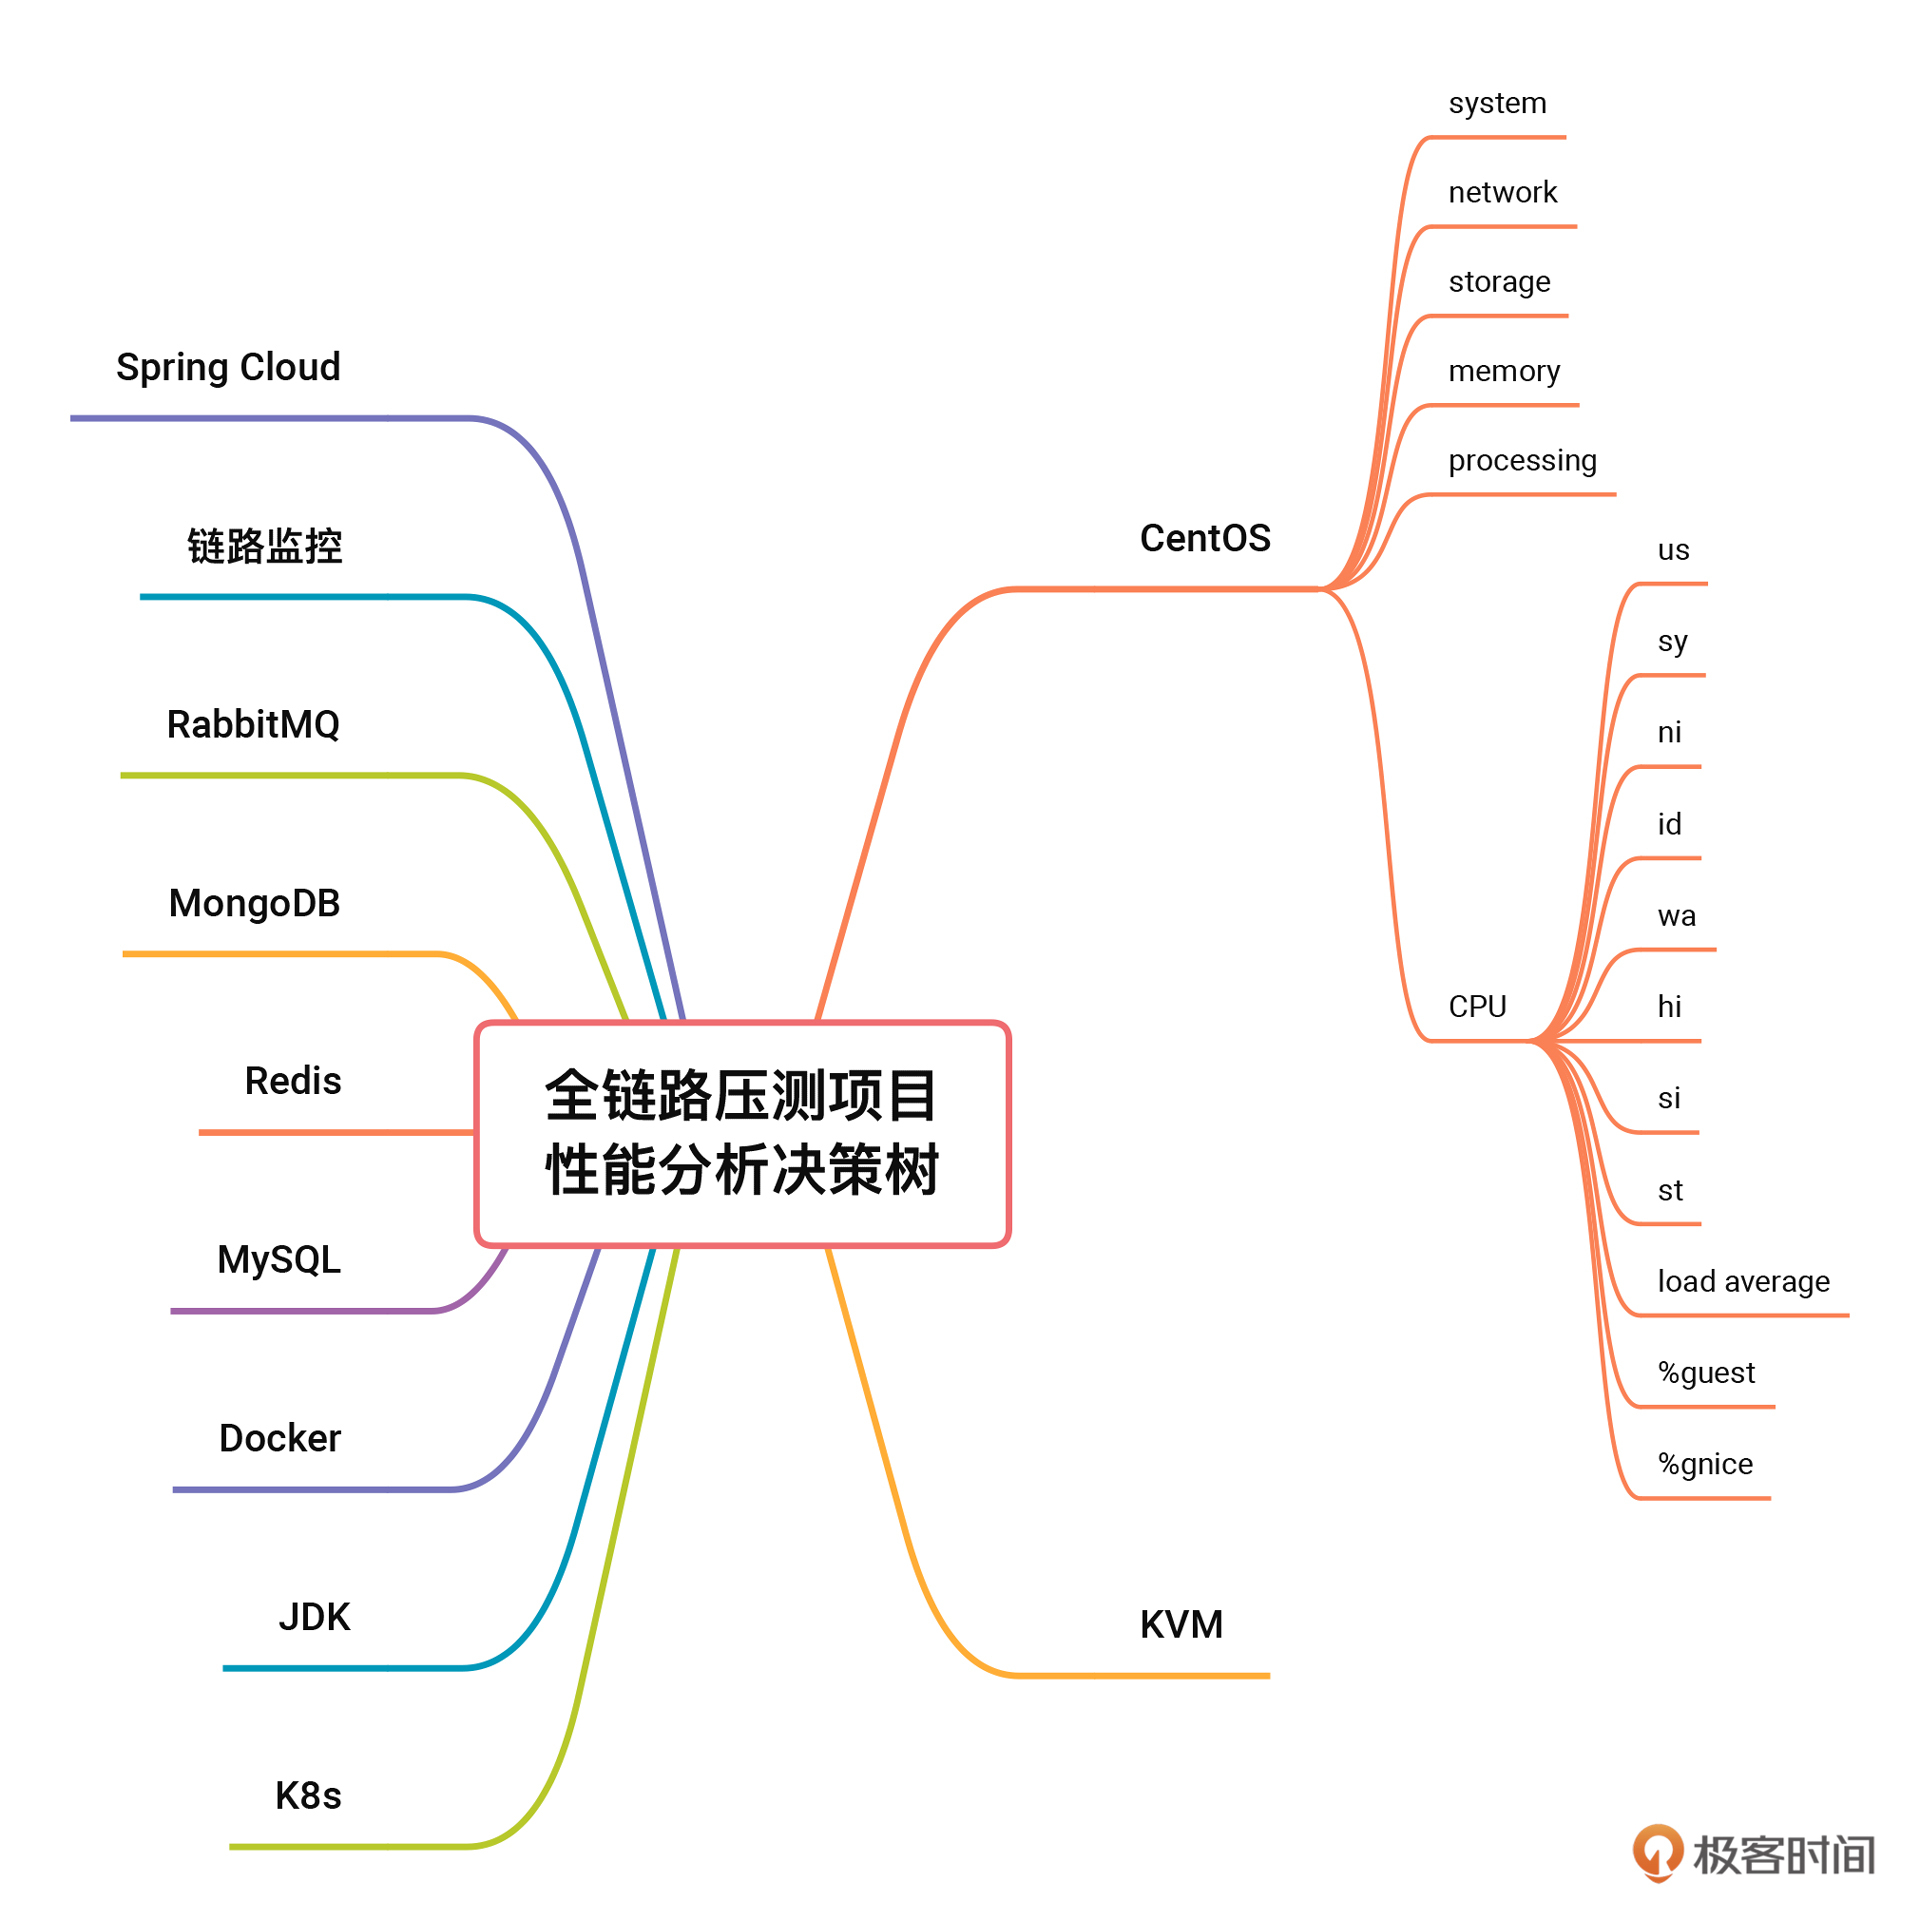 全链路压测项目
性能分析决策树
Spring Cloud
链路监控
RabbitMQ
MongoDB
Redis
MySQL
Docker
JDK
K8s
CentOS
system
network
storage
memory
processing
CPU
us
sy
ni
id
wa
hi
si
st
load average
%guest
%gnice
KVM
极客时间